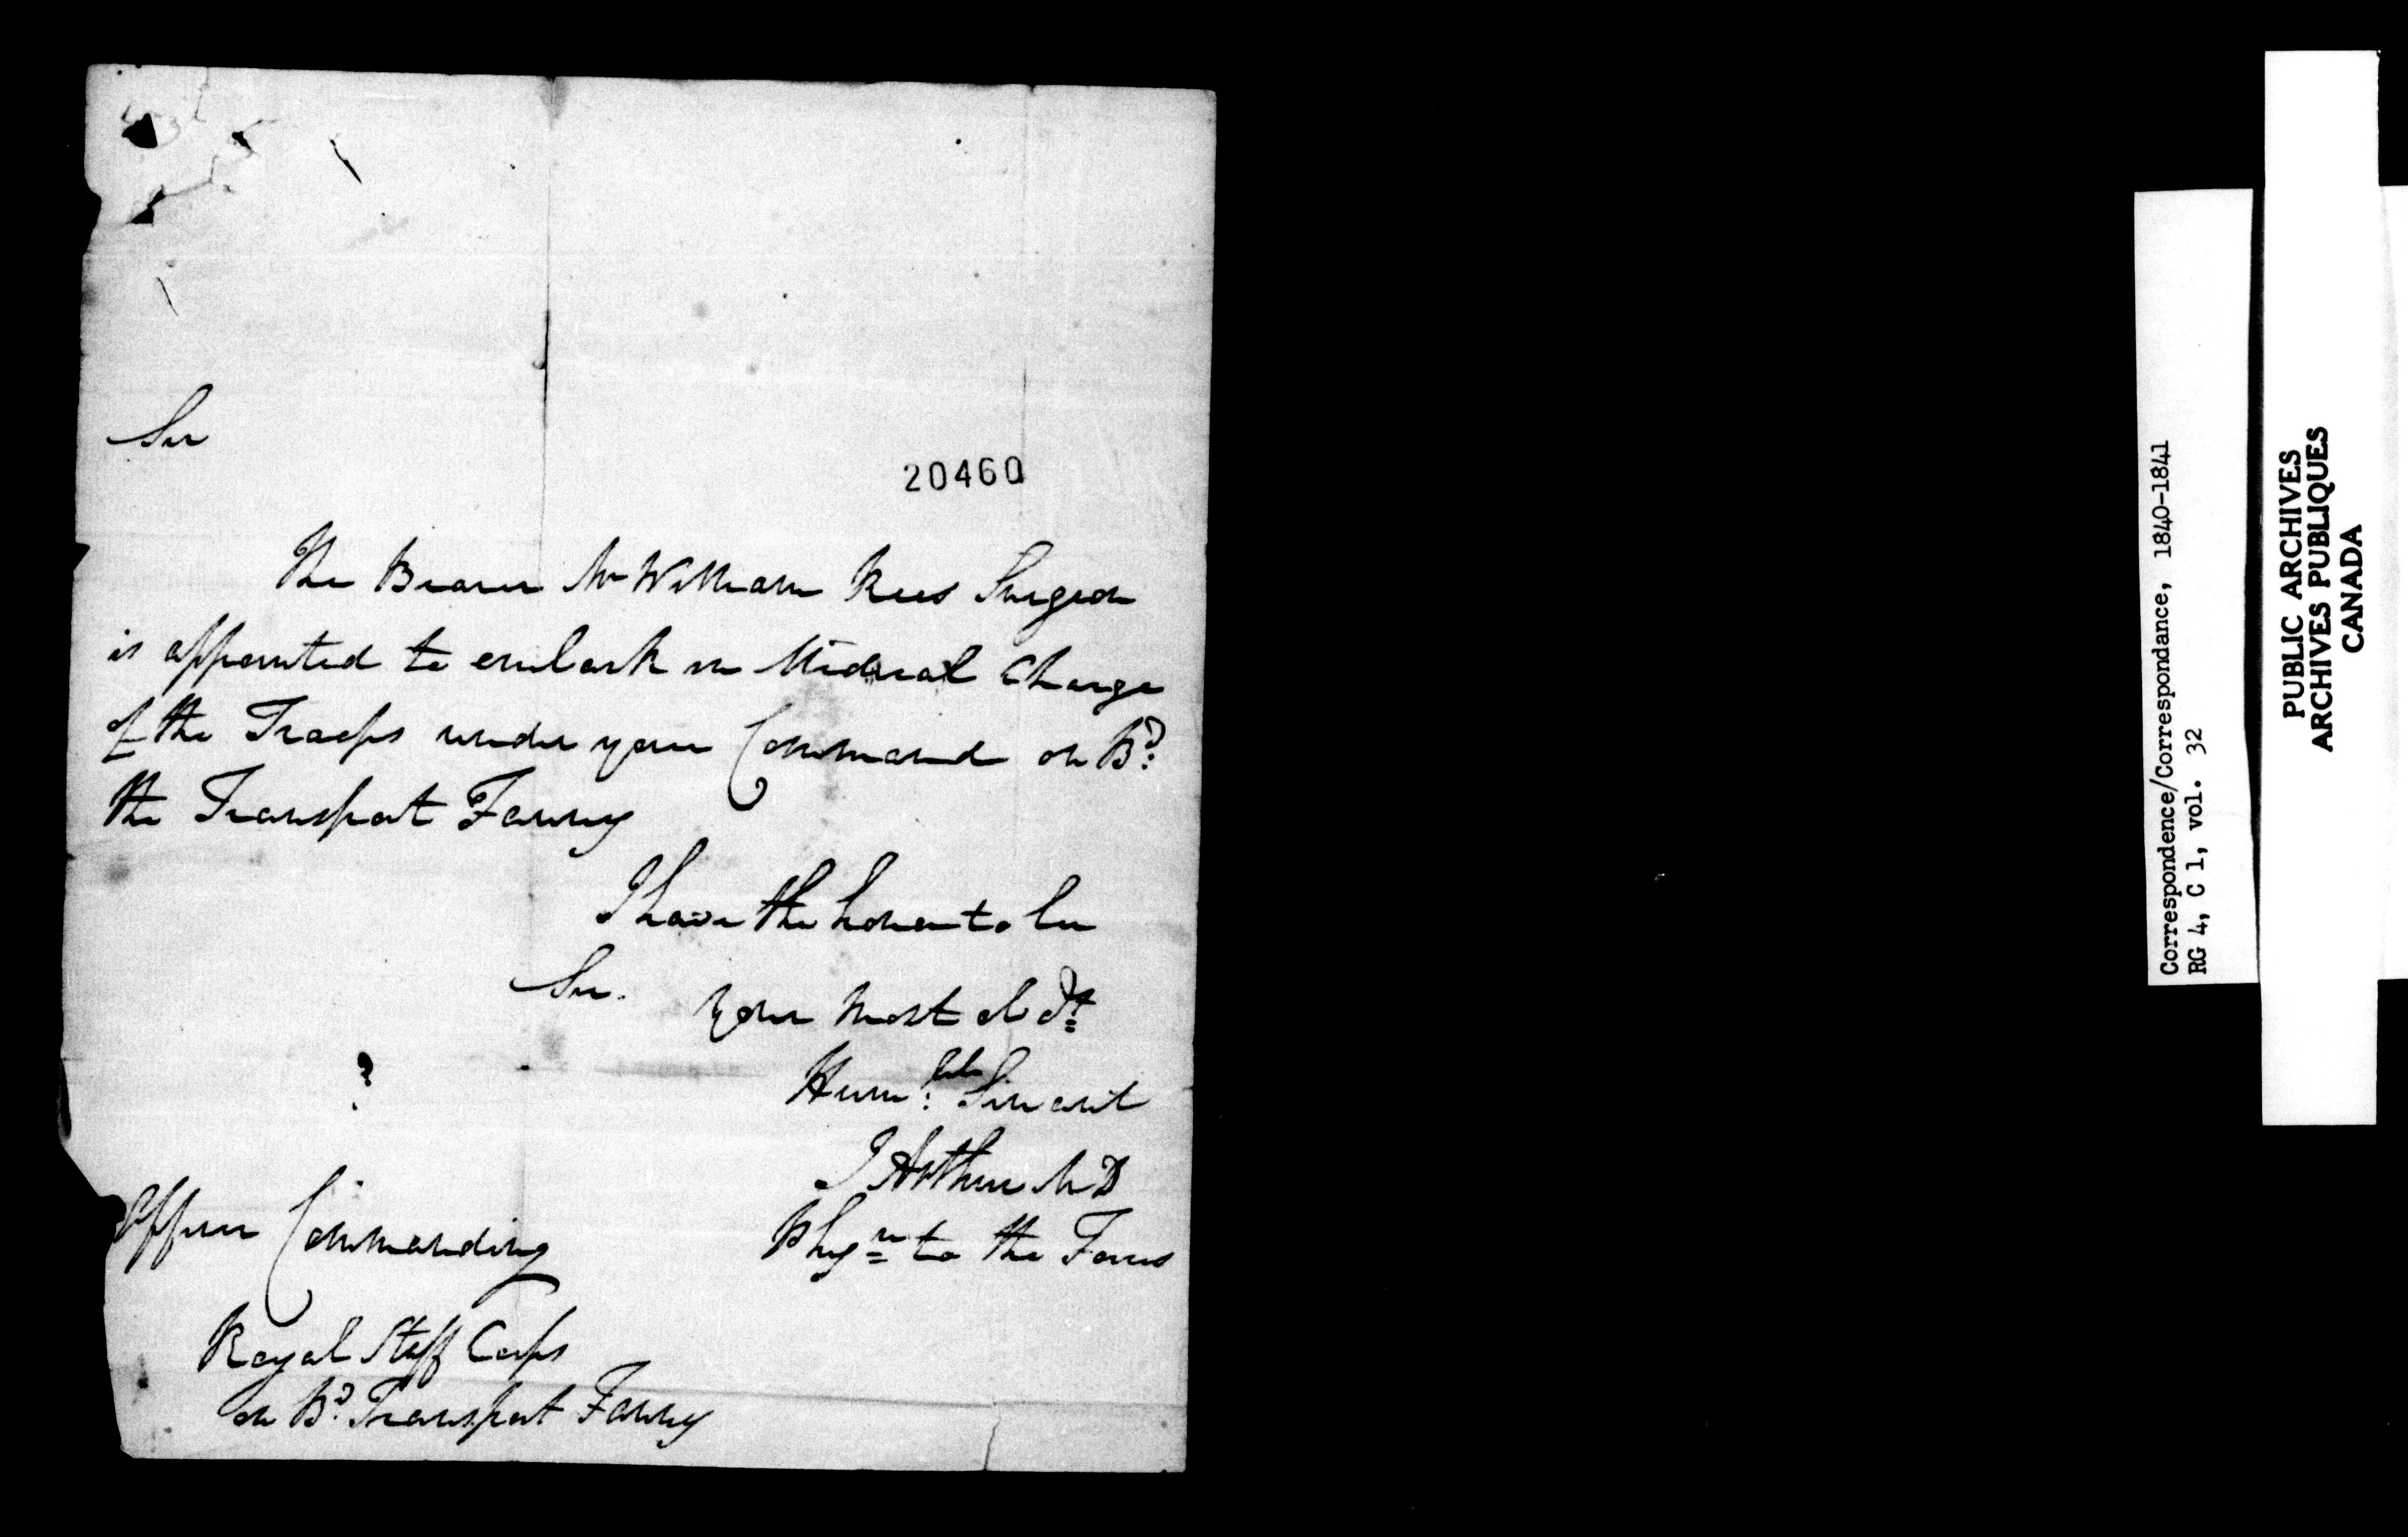 Sir
20460
The Bearer Mr William Rees Surgeon
is appointed to embark in Medical Charge
of the Troops under your Command on Bd:
the Transport Fanny
I have the honor to be
Sir. Your most obdt
Humble: Servant
J Arthur MD
Physn to the Forces
?
Officer Commanding
Royal Staff Corps
on Bd. Transport Fanny
Correspondence/Correspondance, 1840-1841
RG 4, C 1, vol. 32
PUBLIC ARCHIVES
ARCHIVES PUBLIQUES
CANADA